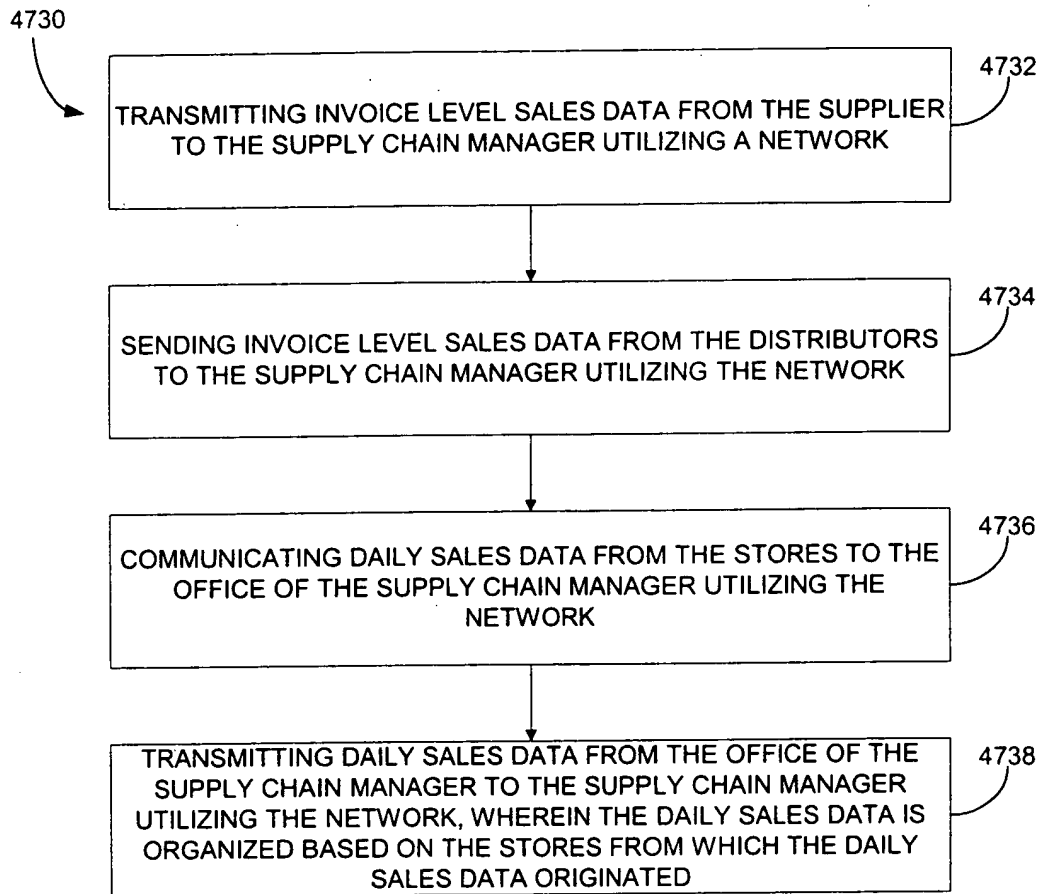 4730
4732
TRANSMITTING INVOICE LEVEL SALES DATA FROM THE SUPPLIER
TO THE SUPPLY CHAIN MANAGER UTILIZING A NETWORK
4734
SENDING INVOICE LEVEL SALES DATA FROM THE DISTRIBUTORS
TO THE SUPPLY CHAIN MANAGER UTILIZING THE NETWORK
4736
COMMUNICATING DAILY SALES DATA FROM THE STORES TO THE
OFFICE OF THE SUPPLY CHAIN MANAGER UTILIZING THE
NETWORK
4738
TRANSMITTING DAILY SALES DATA FROM THE OFFICE OF THE
SUPPLY CHAIN MANAGER TO THE SUPPLY CHAIN MANAGER
UTILIZING THE NETWORK, WHEREIN THE DAILY SALES DATA IS
ORGANIZED BASED ON THE STORES FROM WHICH THE DAILY
SALES DATA ORIGINATED